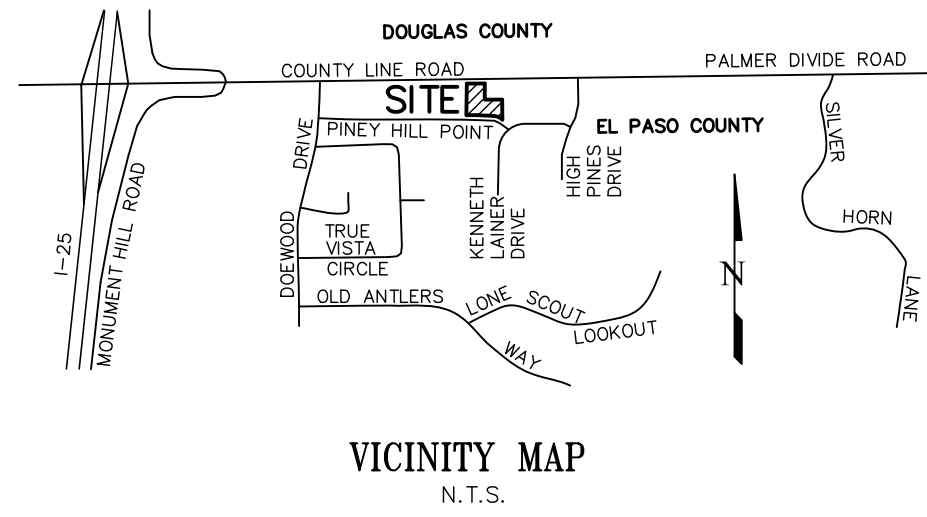 DOUGLAS COUNTY
COUNTY LINE ROAD
PALMER DIVIDE ROAD
SITE
PINEY HILL POINT
EL PASO COUNTY
DRIVE
DOEWOOD
I-25
MONUMENT HILL ROAD
TRUE
VISTA
CIRCLE
KENNETH
LAINER
DRIVE
HIGH
PINES
DRIVE
SILVER
HORN
LANE
N
OLD ANTLERS
WAY
LONE SCOUT
LOOKOUT
VICINITY MAP
N.T.S.